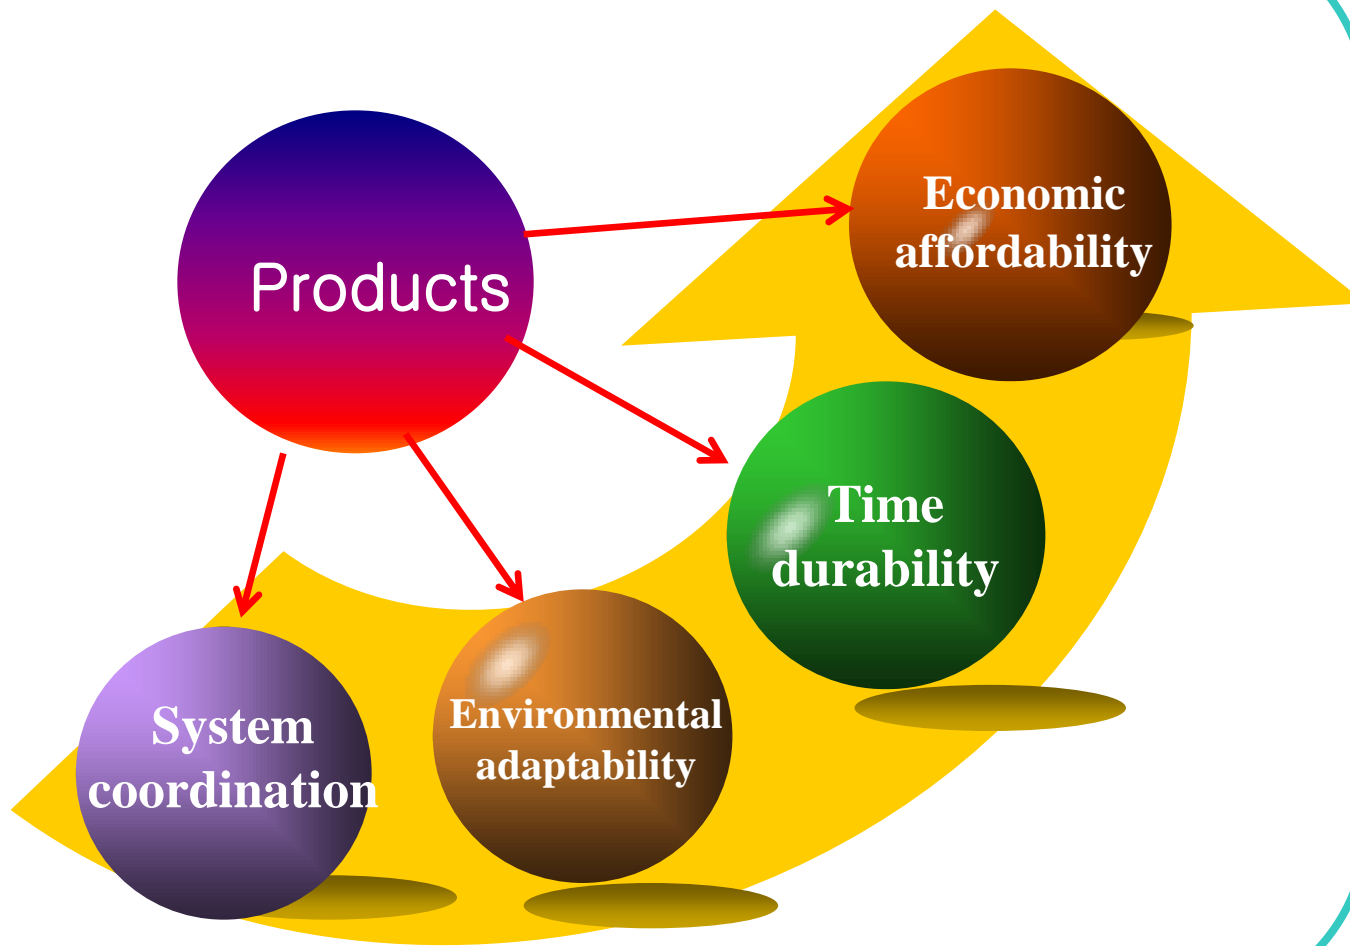 Products
Economic
affordability
Time
durability
Environmental
adaptability
System
coordination